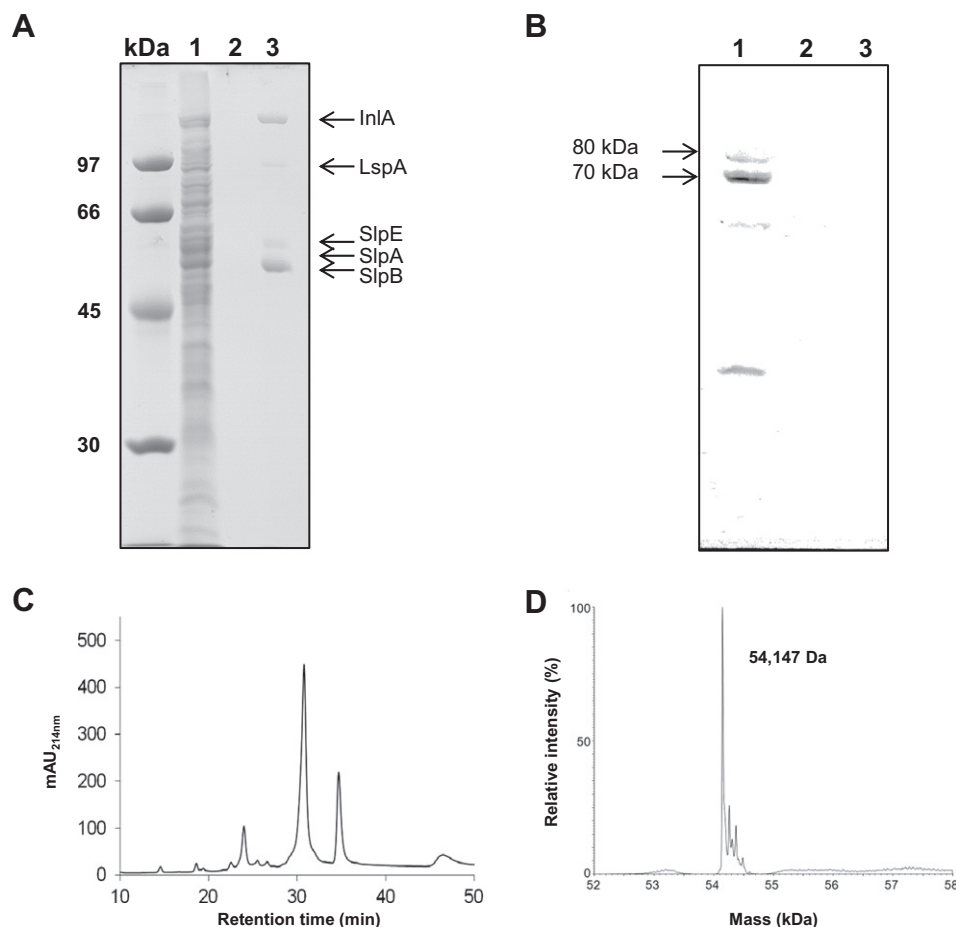 A
kDa 1 2 3
97
66
45
30
InlA
LspA
SlpE
SlpA
SlpB
B
1 2 3
80 kDa
70 kDa
C
500
400
300
200
100
0
mAU214nm
10 20 30 40 50
Retention time (min)
D
100
50
0
Relative intensity (%)
54,147 Da
52 53 54 55 56 57 58
Mass (kDa)